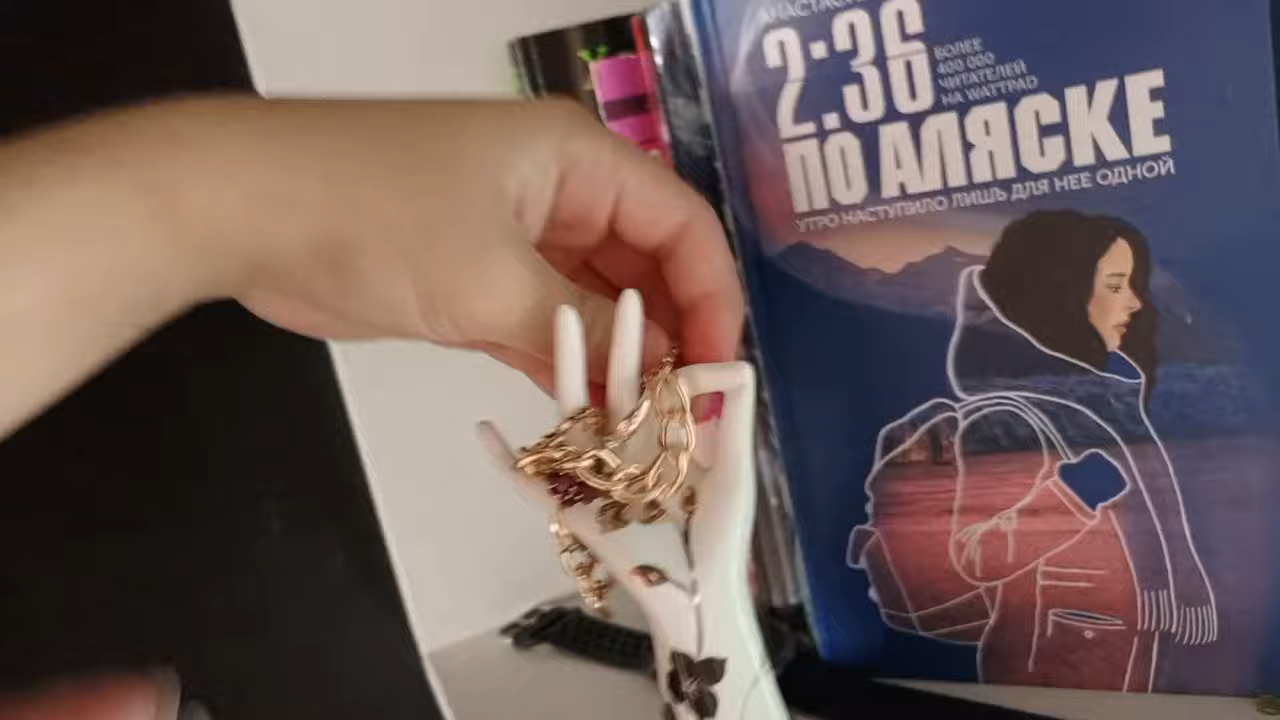 2:36
БОЛЕЕ
400 000
ЧИТАТЕЛЕЙ
НА WATTPAD
ПО АЛЯСКЕ
УТРО НАСТУПИЛО ЛИШЬ ДЛЯ НЕЕ ОДНОЙ